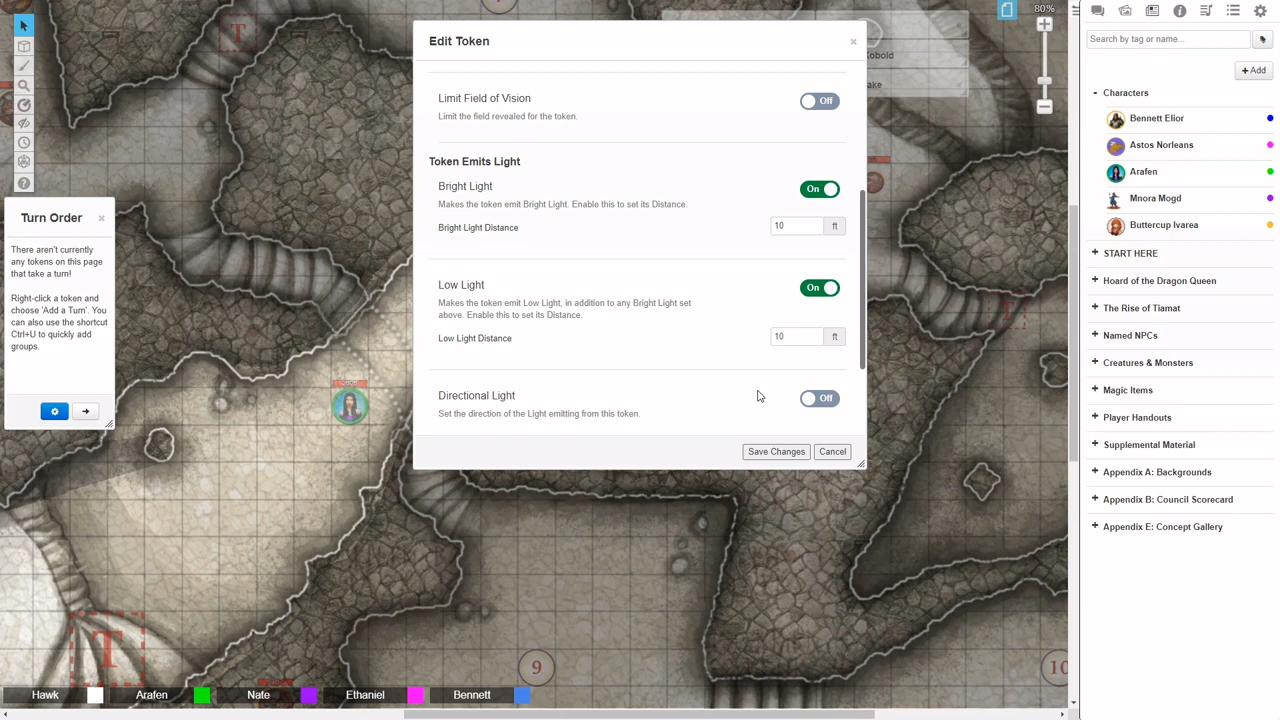 80%
T
Edit Token
×
Limit Field of Vision
Off
Limit the field revealed for the token.
Token Emits Light
Bright Light
On
Makes the token emit Bright Light. Enable this to set its Distance.
Bright Light Distance
10
ft
Low Light
On
Makes the token emit Low Light, in addition to any Bright Light set
above. Enable this to set its Distance.
Low Light Distance
10
ft
Directional Light
Off
Set the direction of the Light emitting from this token.
Save Changes
Cancel
Turn Order
×
There aren't currently
any tokens on this page
that take a turn!
Right-click a token and
choose 'Add a Turn'. You
can also use the shortcut
Ctrl+U to quickly add
groups.
Kobold
T
T
9
10
Hawk
Arafen
Nate
Ethaniel
Bennett
Search by tag or name...
+ Add
- Characters
Bennett Elior
Astos Norleans
Arafen
Mnora Mogd
Buttercup Ivarea
+ START HERE
+ Hoard of the Dragon Queen
+ The Rise of Tiamat
+ Named NPCs
+ Creatures & Monsters
+ Magic Items
+ Player Handouts
+ Supplemental Material
+ Appendix A: Backgrounds
+ Appendix B: Council Scorecard
+ Appendix E: Concept Gallery